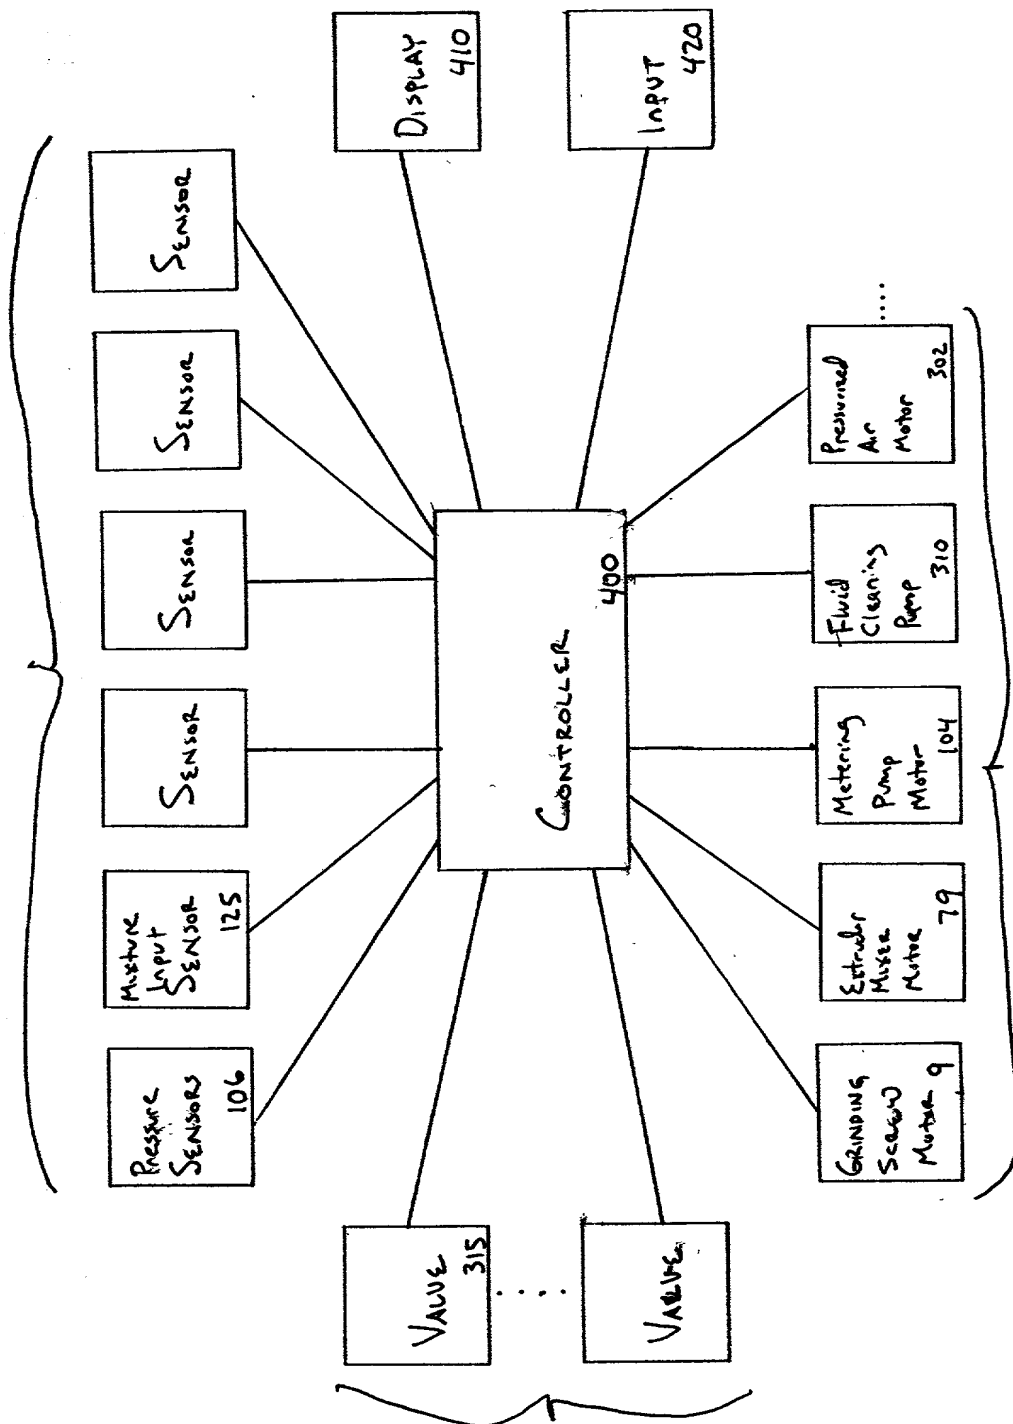 Pressure
SENSORS
106
Mixture
Input
SENSOR
125
SENSOR
SENSOR
SENSOR
SENSOR
VALVE
315
....
VALVE
DISPLAY
410
INPUT
420
CONTROLLER
400
GRINDING
SCREW
Motor 9
Extruder
Mixer
Motor
79
Metering
Pump
Motor
104
Fluid
Cleaning
Pump
310
Pressurized
Air
Motor
302
....